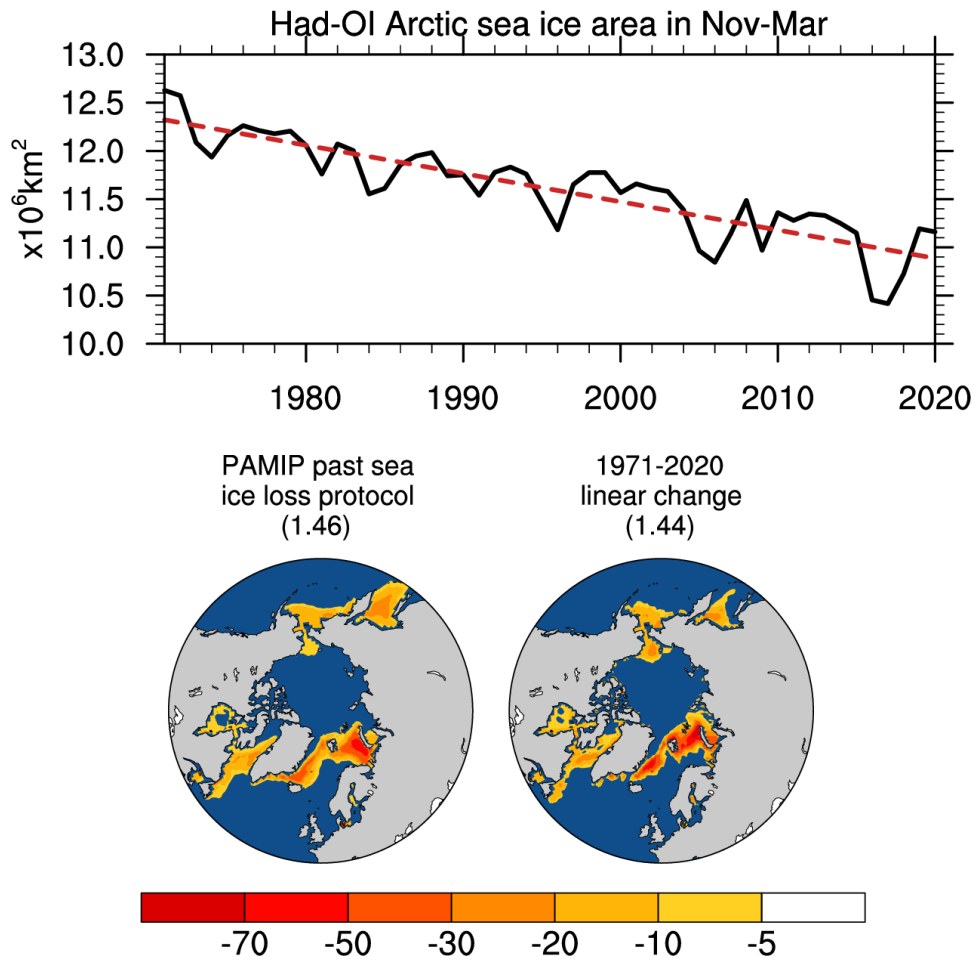 Had-OI Arctic sea ice area in Nov-Mar
x10⁶km²
13.0
12.5
12.0
11.5
11.0
10.5
10.0
1980 1990 2000 2010 2020
PAMIP past sea
ice loss protocol
(1.46)
1971-2020
linear change
(1.44)
-70 -50 -30 -20 -10 -5